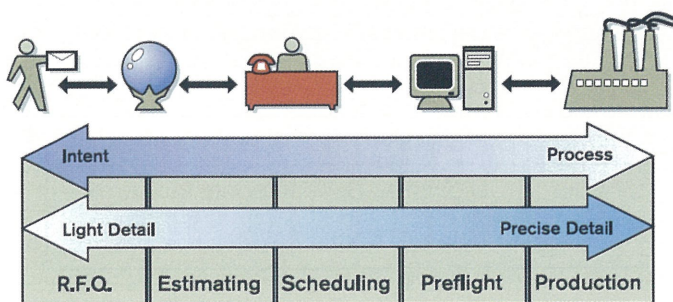 Intent Process
Light Detail Precise Detail
R.F.Q. Estimating Scheduling Preflight Production